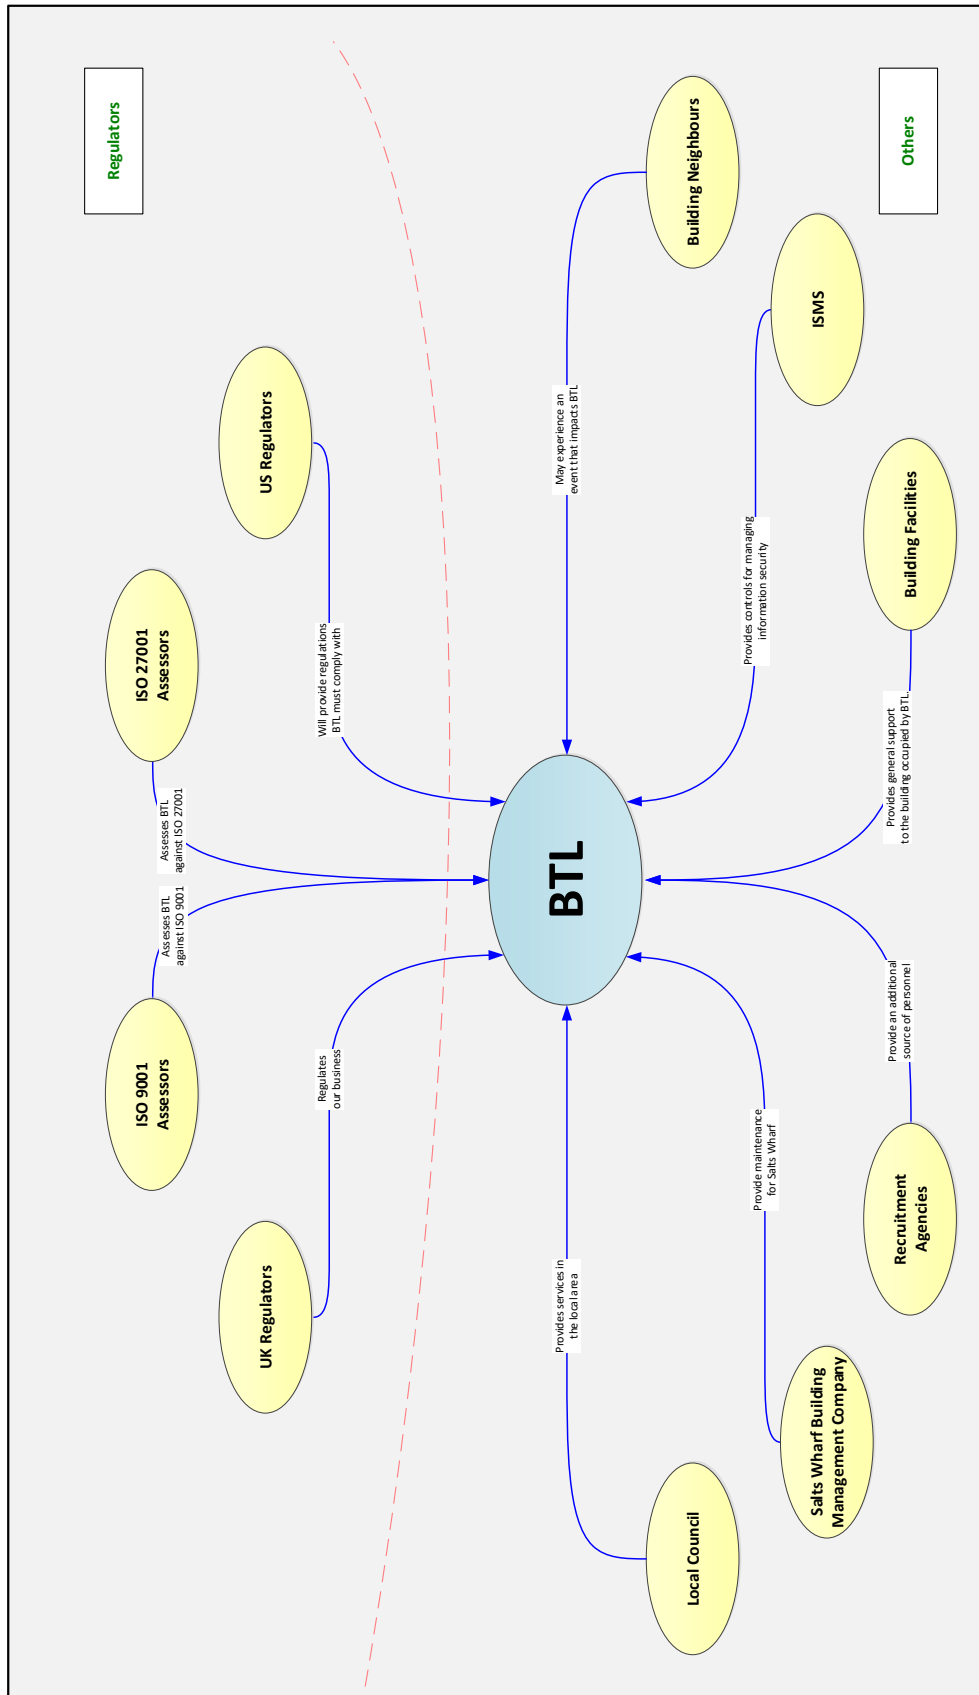 Regulators
ISO 9001
Assessors
ISO 27001
Assessors
Assesses BTL
against ISO 9001
Assesses BTL
against ISO 27001
UK Regulators
US Regulators
Regulates
our business
Will provide regulations
BTL must comply with
BTL
Provides services in
the local area
May experience an
event that impacts BTL
Local Council
Building Neighbours
Provide maintenance
for Salts Wharf
Provides controls for managing
information security
Salts Wharf Building
Management Company
ISMS
Provide an additional
source of personnel
Provides general support
to the building occupied by BTL.
Recruitment
Agencies
Building Facilities
Others